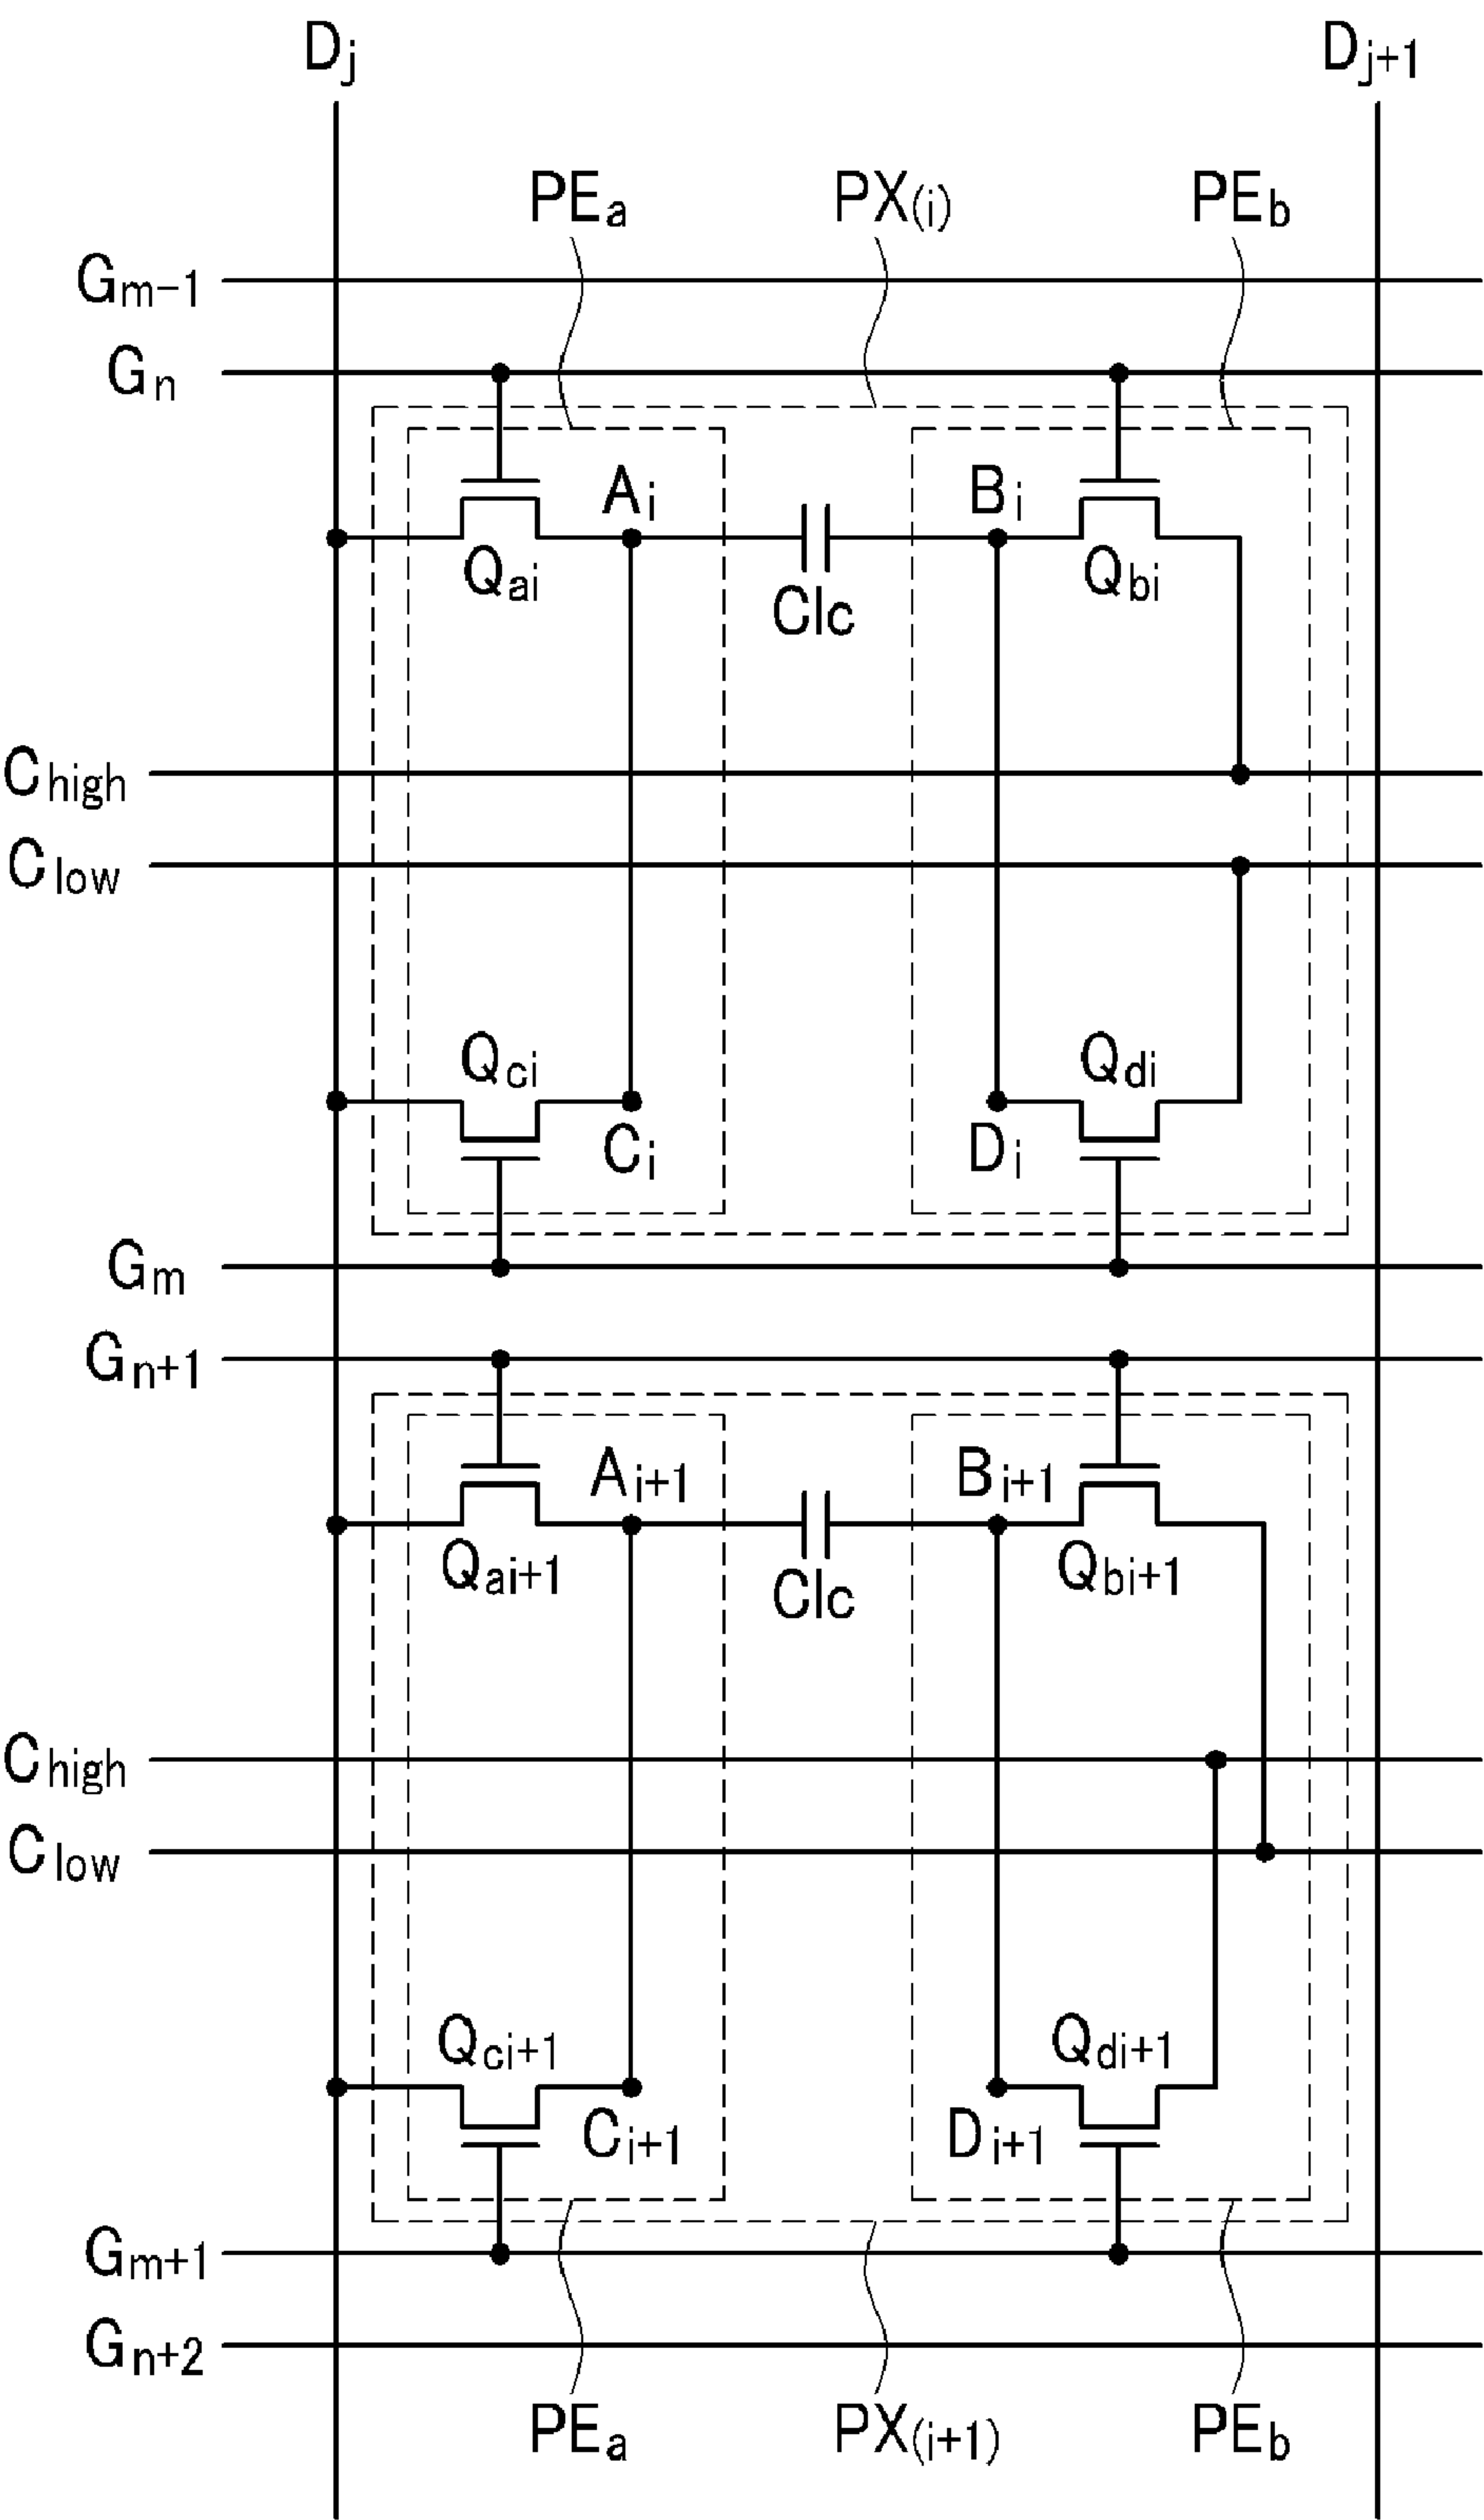 Dj Dj+1
PEa PX(i) PEb
Gm-1
Gn
Ai Bi
Qai Qbi
Clc
Chigh
Clow
Qci Qdi
Ci Di
Gm
Gn+1
Ai+1 Bi+1
Qai+1 Qbi+1
Clc
Chigh
Clow
Qci+1 Qdi+1
Ci+1 Di+1
Gm+1
Gn+2
PEa PX(i+1) PEb